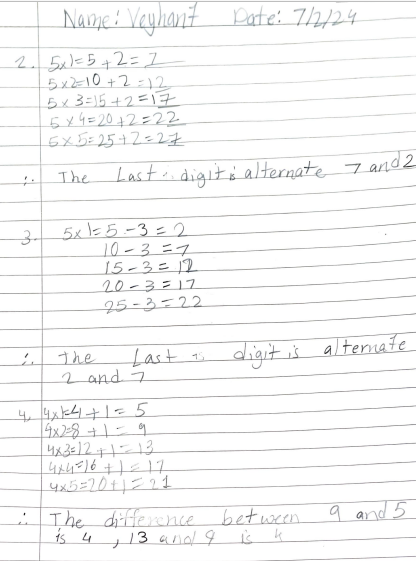 Name: Veyhant Date: 7/2/24
2. 5x1=5+2=7
5x2=10+2=12
5x3=15+2=17
5x4=20+2=22
5x5=25+2=27
∴ The Last digit is alternate 7 and 2
3. 5x1=5-3=2
10-3=7
15-3=12
20-3=17
25-3=22
∴ The Last digit is alternate
2 and 7
4. 4x1=4+1=5
4x2=8+1=9
4x3=12+1=13
4x4=16+1=17
4x5=20+1=21
∴ The difference between 9 and 5
is 4, 13 and 9 is 4